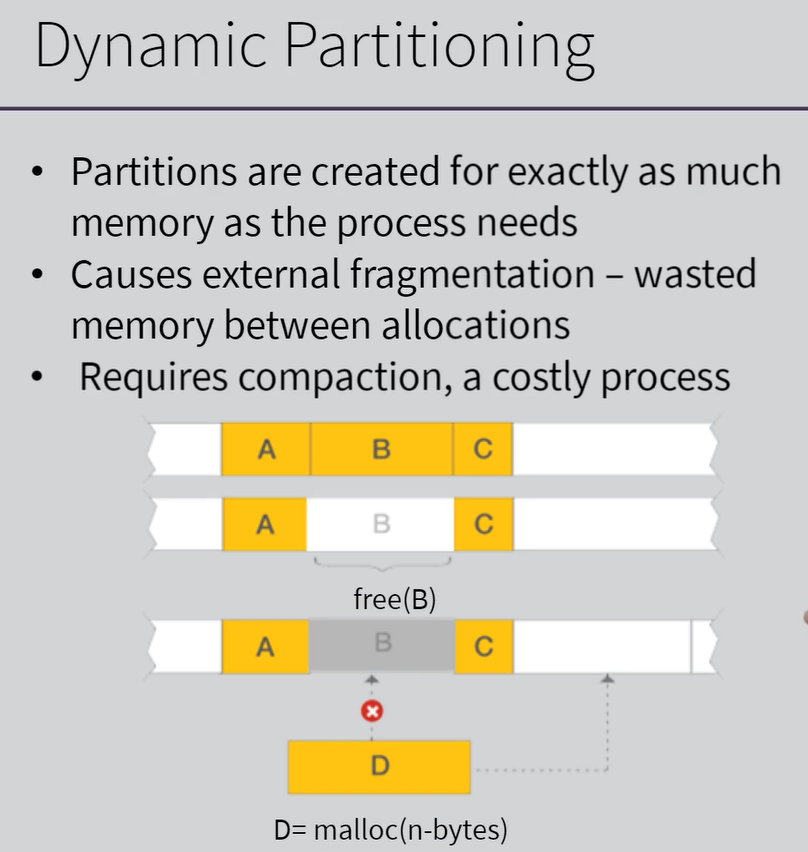 Dynamic Partitioning
• Partitions are created for exactly as much
memory as the process needs
• Causes external fragmentation – wasted
memory between allocations
• Requires compaction, a costly process
A B C
A B C
free(B)
A B C
D
D= malloc(n-bytes)